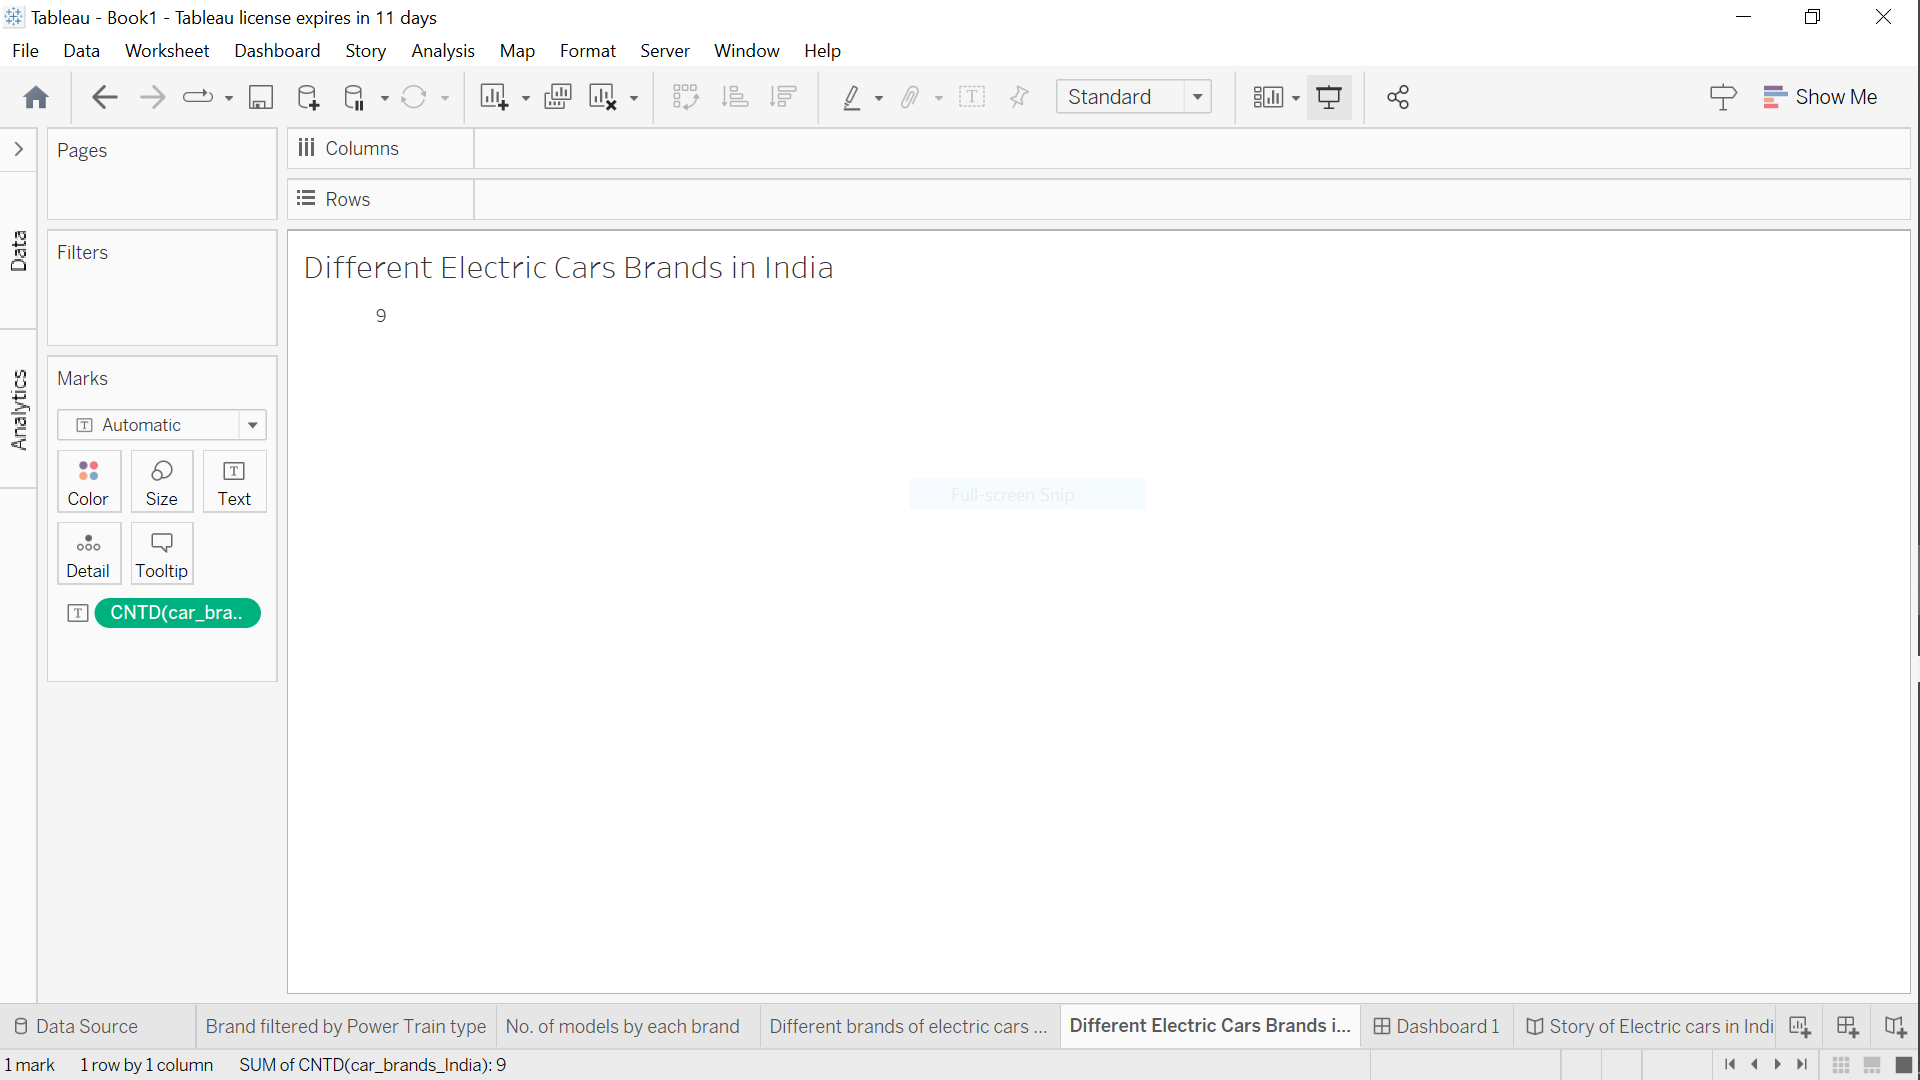 Tableau - Book1 - Tableau license expires in 11 days
File Data Worksheet Dashboard Story Analysis Map Format Server Window Help
Standard
Show Me
Data
Analytics
Pages
Filters
Marks
Automatic
Color Size Text
Detail Tooltip
CNTD(car_bra..
Columns
Rows
Different Electric Cars Brands in India
9
Full-screen Snip
Data Source Brand filtered by Power Train type No. of models by each brand Different brands of electric cars ... Different Electric Cars Brands i... Dashboard 1 Story of Electric cars in Indi
1 mark 1 row by 1 column SUM of CNTD(car_brands_India): 9